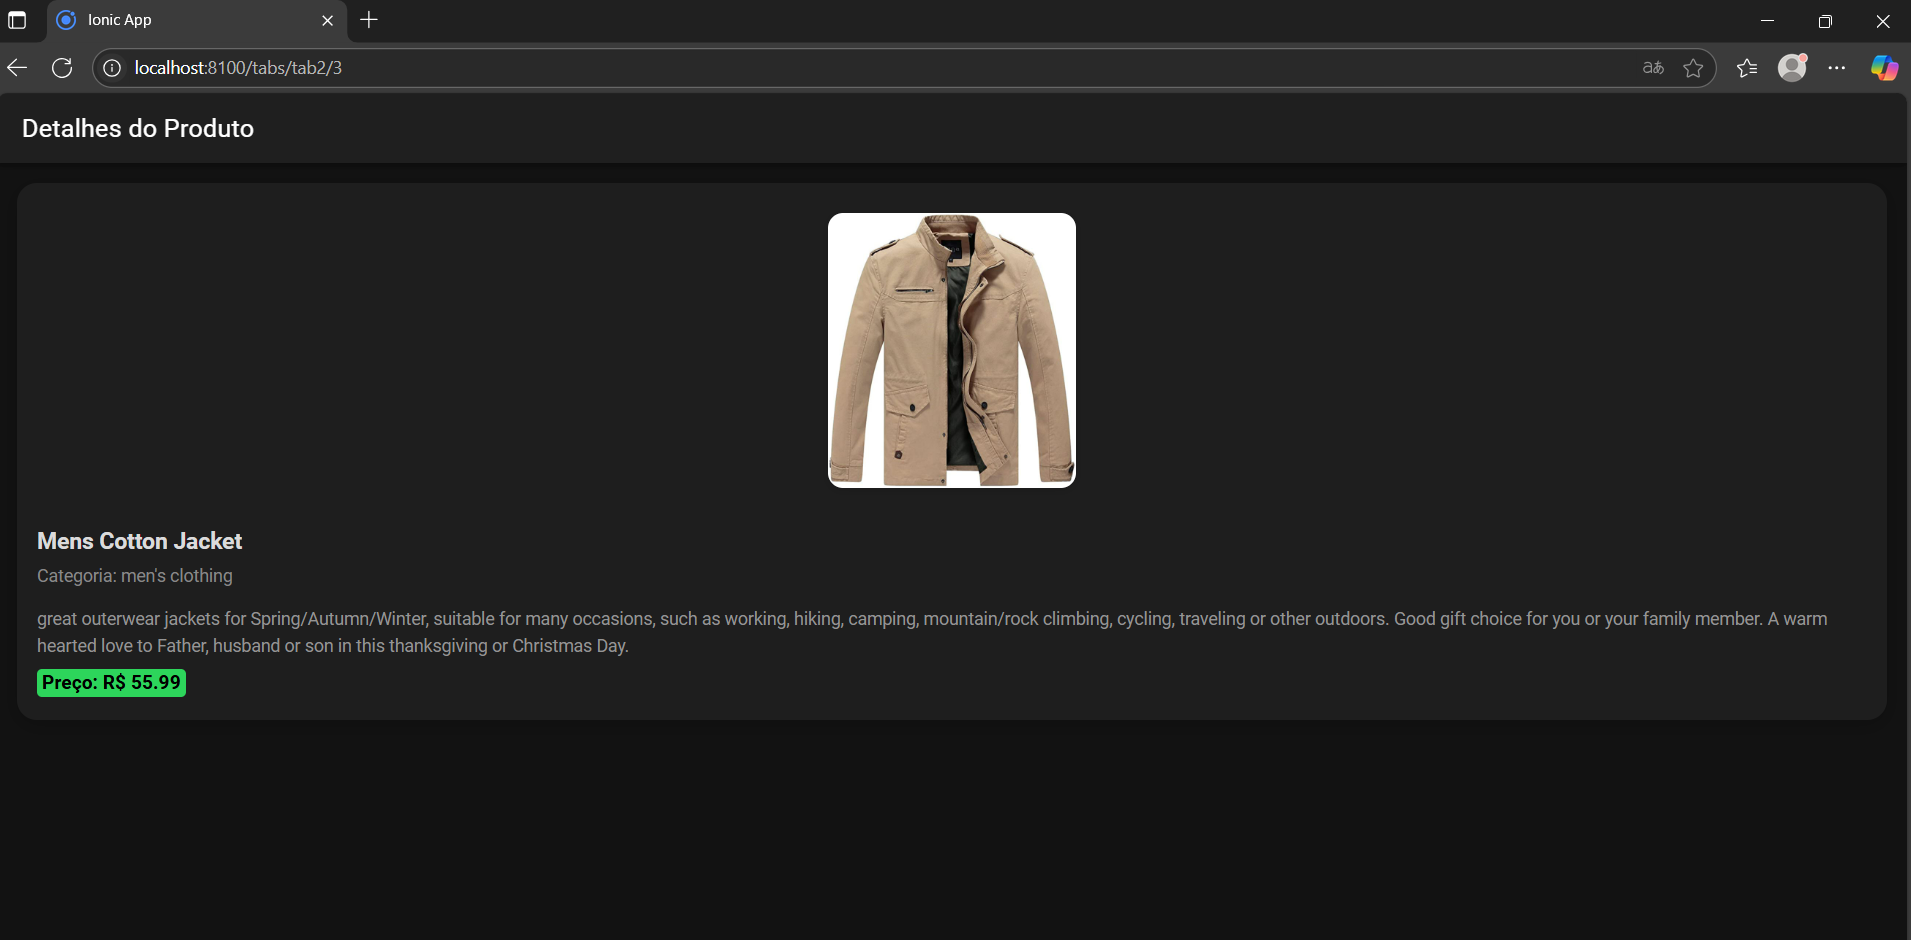 Ionic App
localhost:8100/tabs/tab2/3
aあ
Detalhes do Produto
Mens Cotton Jacket
Categoria: men's clothing
great outerwear jackets for Spring/Autumn/Winter, suitable for many occasions, such as working, hiking, camping, mountain/rock climbing, cycling, traveling or other outdoors. Good gift choice for you or your family member. A warm
hearted love to Father, husband or son in this thanksgiving or Christmas Day.
Preço: R$ 55.99